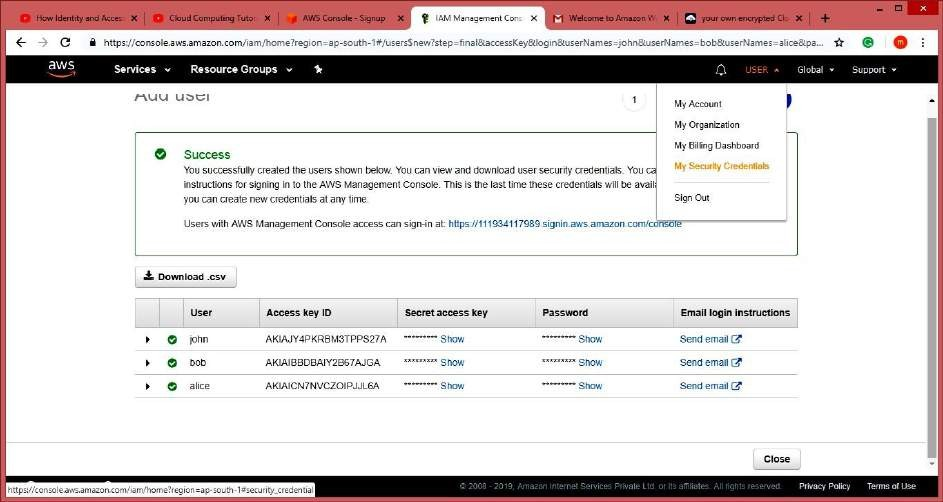 How IAM Identity and Access
Cloud Computing Tutor
AWS Console - Signup
IAM Management Cons
Welcome to Amazon W
your own encrypted Clo
https://console.aws.amazon.com/iam/home?region=ap-south-1#/users$new?step=final&accessKey&login&userNames=john&userNames=bob&userNames=alice&pa...
aws
Services
Resource Groups
USER
Global
Support
Add user
1
My Account
My Organization
My Billing Dashboard
My Security Credentials
Sign Out
Success
You successfully created the users shown below. You can view and download user security credentials. You ca
instructions for signing in to the AWS Management Console. This is the last time these credentials will be avail
you can create new credentials at any time.
Users with AWS Management Console access can sign-in at: https://111934117989.signin.aws.amazon.com/console
Download .csv
User Access key ID Secret access key Password Email login instructions
john AKIAJY4PKRBM3TPPS27A ********* Show ********* Show Send email
bob AKIAIBBDBAIY2B67AJGA ********* Show ********* Show Send email
alice AKIAICN7NVCZOIPJJL6A ********* Show ********* Show Send email
Close
https://console.aws.amazon.com/iam/home?region=ap-south-1#security_credential
© 2008 - 2019, Amazon Internet Services Private Ltd. or its affiliates. All rights reserved.
Privacy Policy
Terms of Use